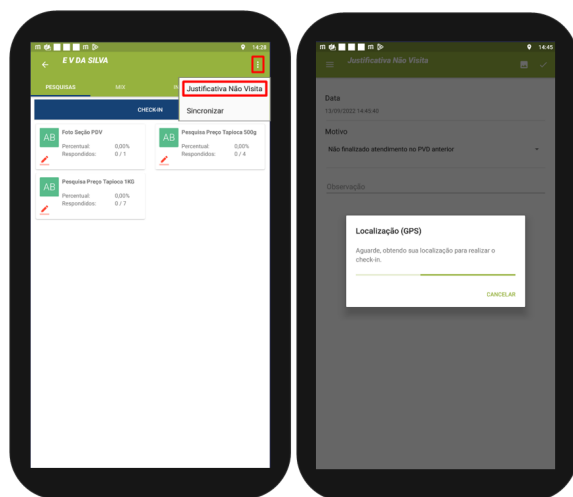 14:28
E V DA SILVA
PESQUISAS
MIX
Justificativa Não Visita
Sincronizar
CHECK-IN
AB
Foto Seção PDV
Percentual: 0,00%
Respondidos: 0 / 1
AB
Pesquisa Preço Tapioca 500g
Percentual: 0,00%
Respondidos: 0 / 4
AB
Pesquisa Preço Tapioca 1KG
Percentual: 0,00%
Respondidos: 0 / 7
14:45
Justificativa Não Visita
Data
13/09/2022 14:45:40
Motivo
Não finalizado atendimento no PVD anterior
Observação
Localização (GPS)
Aguarde, obtendo sua localização para realizar o
check-in.
CANCELAR